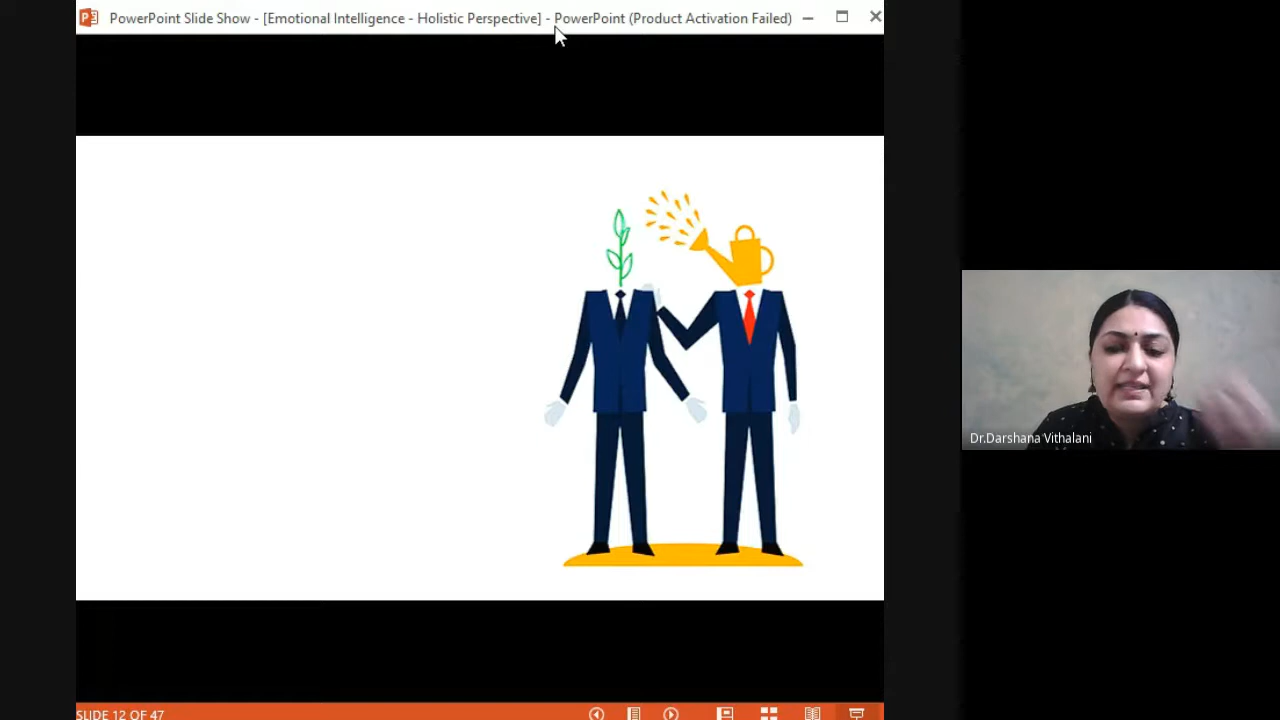 PowerPoint Slide Show - [Emotional Intelligence - Holistic Perspective] - PowerPoint (Product Activation Failed)
Dr.Darshana Vithalani
SLIDE 12 OF 47